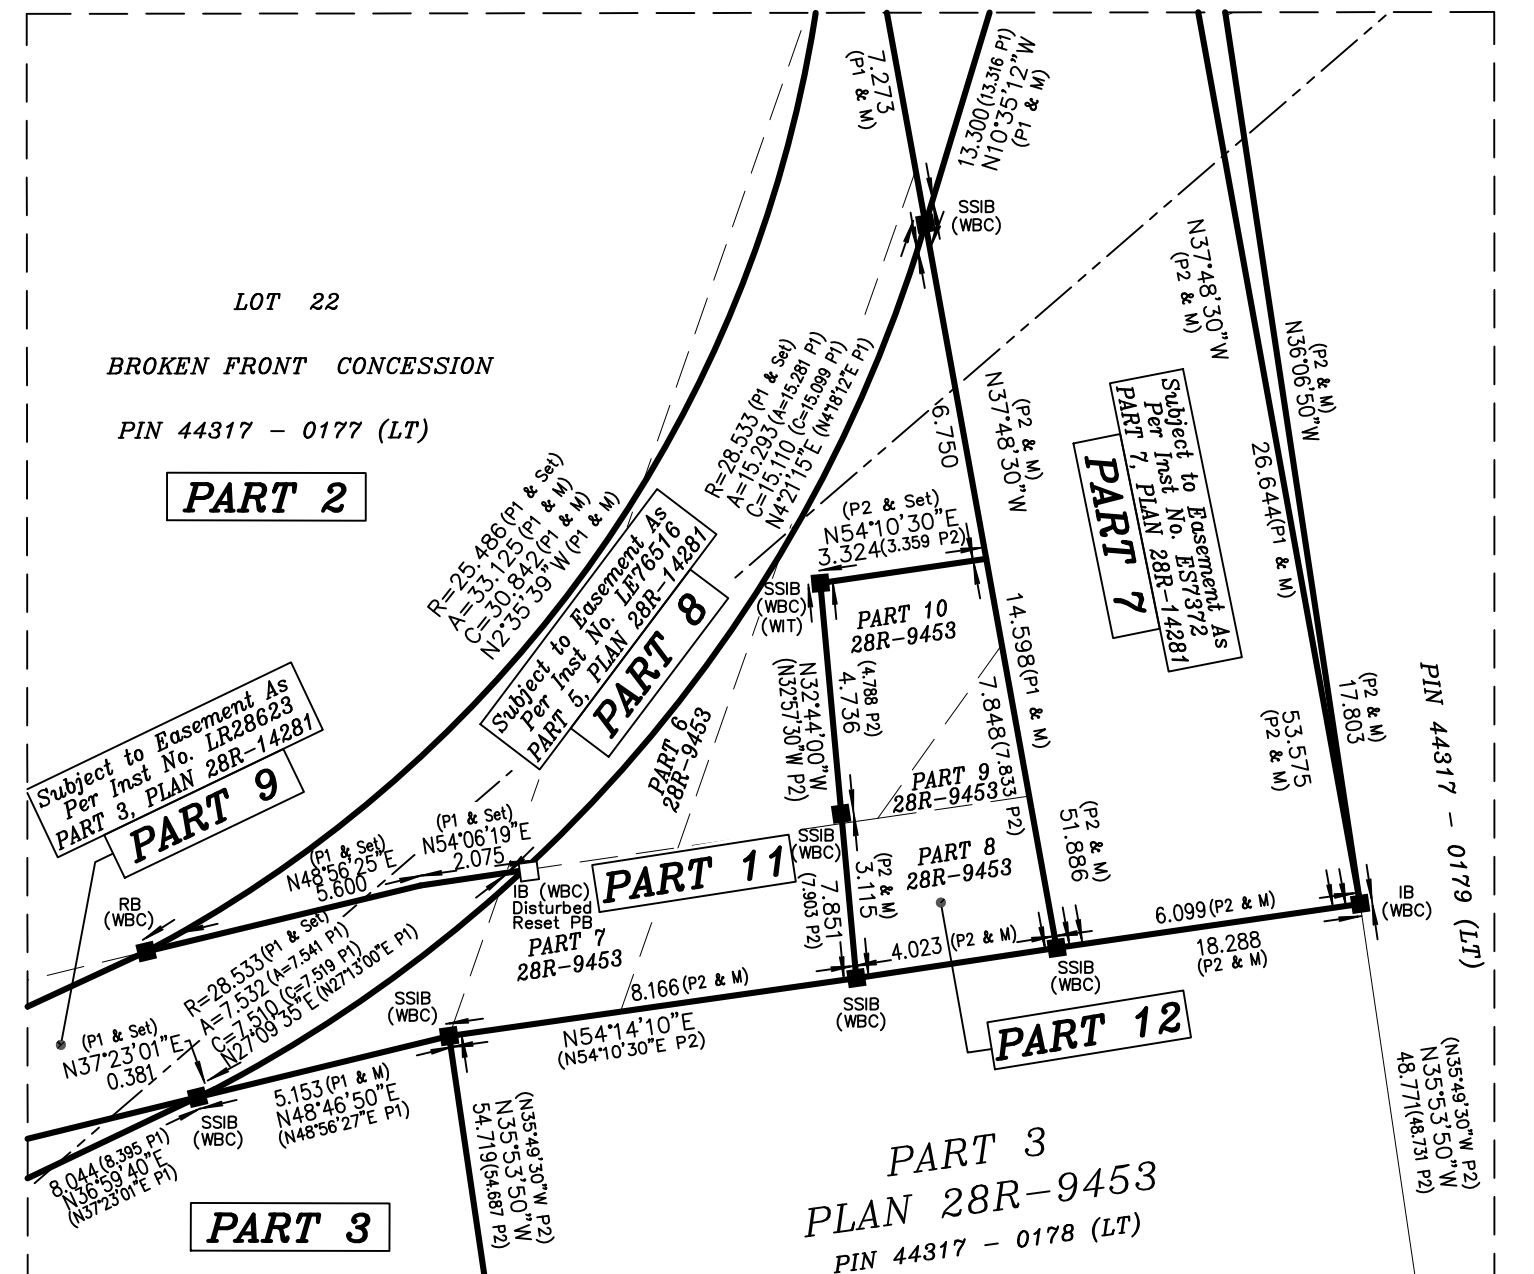 7.273
(P1 & M)
13.300(13.316 P1)
N10°35'12"W
(P1 & M)
SSIB
(WBC)
LOT 22
BROKEN FRONT CONCESSION
PIN 44317 - 0177 (LT)
PART 2
N37°48'30"W
(P2 & M)
(P2 & M)
N36°06'50"W
26.644(P1 & M)
R=28.533(P1 & Set)
A=15.293(A=15.281 P1)
C=15.110 (C=15.099 P1)
N4°21'15"E (N4°18'12"E P1)
6.750
(P2 & M)
N37°48'30"W
Subject to Easement As
Per Inst No. ES7372
PART 7, PLAN 28R-14281
PART 7
R=25.486(P1 & Set)
A=33.125(P1 & M)
C=30.842(P1 & M)
N2°35'39"W(P1 & M)
Subject to Easement As
Per Inst No. LE76516
PART 5, PLAN 28R-14281
PART 8
(P2 & Set)
N54°10'30"E
3.324(3.359 P2)
SSIB
(WBC)
(WIT)
PART 10
28R-9453
14.598(P1 & M)
7.848(7.833 P2)
(4.788 P2)
4.736
N32°44'00"W
(N32°57'30"W P2)
PART 6
28R-9453
Subject to Easement As
Per Inst No. LR28623
PART 3, PLAN 28R-14281
PART 9
(P2 & M)
17.803
53.575
(P2 & M)
PIN 44317 - 0179 (LT)
PART 9
28R-9453
(P1 & Set)
N54°06'19"E
2.075
(P1 & Set)
N48°56'25"E
5.600
SSIB
(WBC)
PART 11
PART 8
28R-9453
(P2 & M)
51.886
(P2 & M)
3.115
7.851
(7.903 P2)
IB (WBC)
Disturbed
Reset PB
RB
(WBC)
PART 7
28R-9453
6.099(P2 & M)
IB
(WBC)
18.288
(P2 & M)
4.023 (P2 & M)
SSIB
(WBC)
SSIB
(WBC)
8.166(P2 & M)
N54°14'10"E
(N54°10'30"E P2)
SSIB
(WBC)
R=28.533(P1 & Set)
A=7.532 (A=7.541 P1)
C=7.510 (C=7.519 P1)
N27°09'35"E(N27°13'00"E P1)
PART 12
(P1 & Set)
N37°23'01"E
0.381
5.153(P1 & M)
N48°46'50"E
(N48°56'27"E P1)
SSIB
(WBC)
8.044(8.395 P1)
N36°59'40"E
(N37°23'01"E P1)
(N35°49'30"W P2)
N35°53'50"W
54.719(54.687 P2)
(N35°49'30"W P2)
N35°53'50"W
48.771(48.731 P2)
PART 3
PLAN 28R-9453
PIN 44317 - 0178 (LT)
PART 3